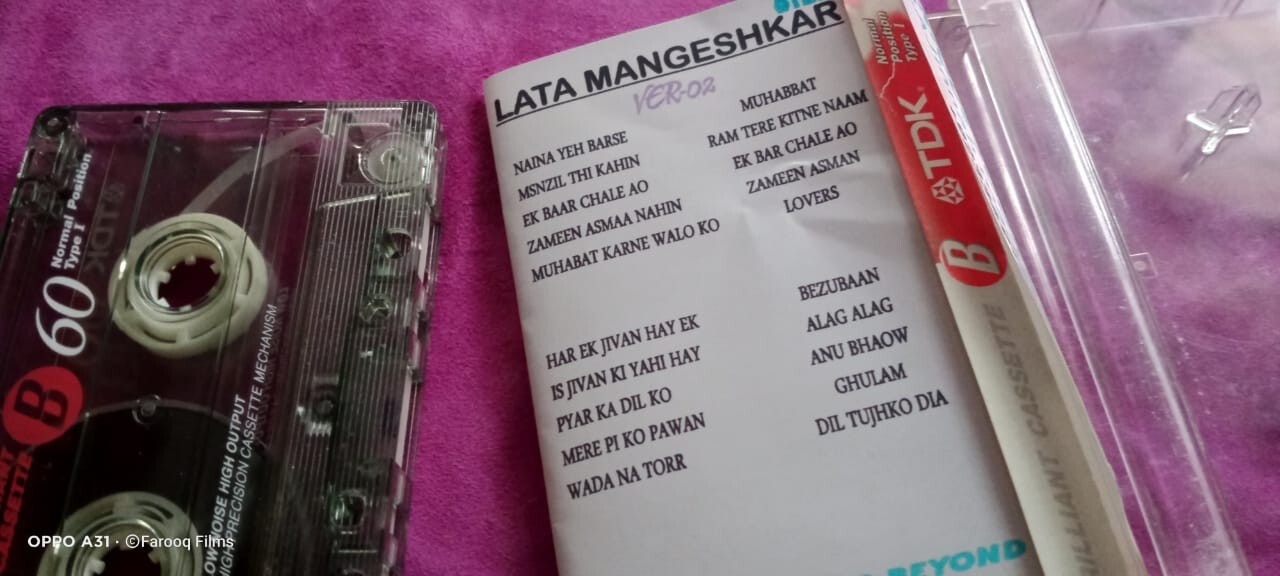 LATA MANGESHKAR
VER-02
NAINA YEH BARSE
MSNZIL THI KAHIN
EK BAAR CHALE AO
ZAMEEN ASMAA NAHIN
MUHABAT KARNE WALO KO
MUHABBAT
RAM TERE KITNE NAAM
EK BAR CHALE AO
ZAMEEN ASMAN
LOVERS
HAR EK JIVAN HAY EK
IS JIVAN KI YAHI HAY
PYAR KA DIL KO
MERE PI KO PAWAN
WADA NA TORR
BEZUBAAN
ALAG ALAG
ANU BHAOW
GHULAM
DIL TUJHKO DIA
BEYOND
Normal
Position
Type I
TDK
B
BRILLIANT CASSETTE
TDK
B 60
Normal Position
Type I
CASSETTE
LOW NOISE HIGH OUTPUT
HIGH PRECISION CASSETTE MECHANISM
OPPO A31 · ©Farooq Films